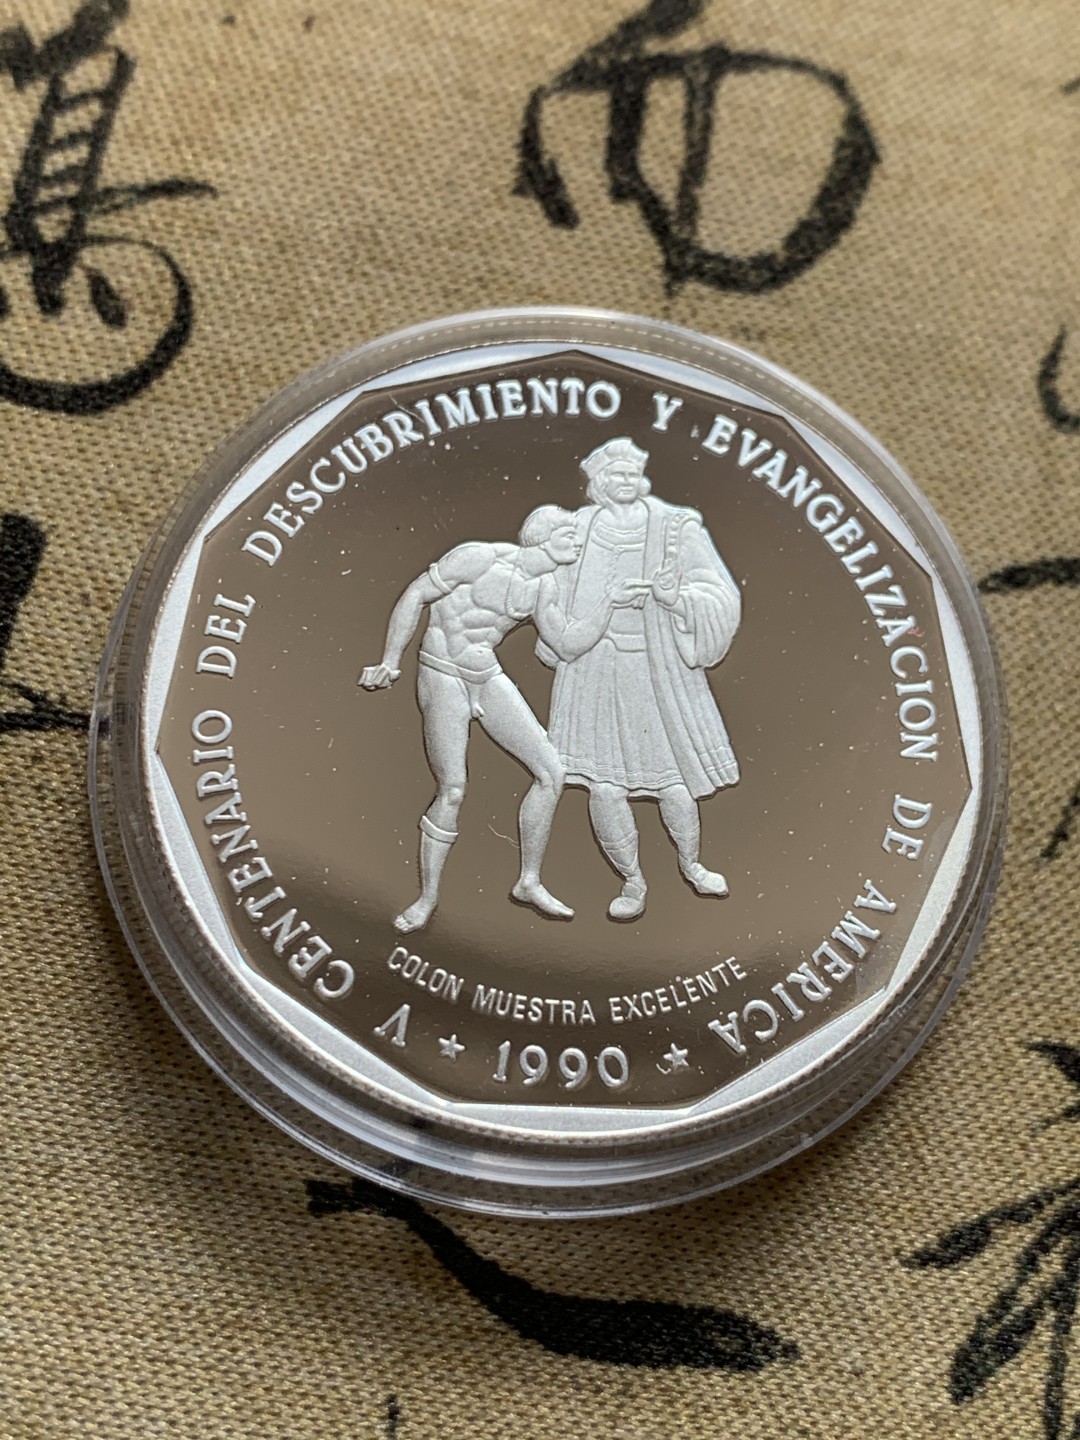 V CENTENARIO DEL DESCUBRIMIENTO Y EVANGELIZACION DE AMERICA
COLON MUESTRA EXCELENTE
★ 1990 ★